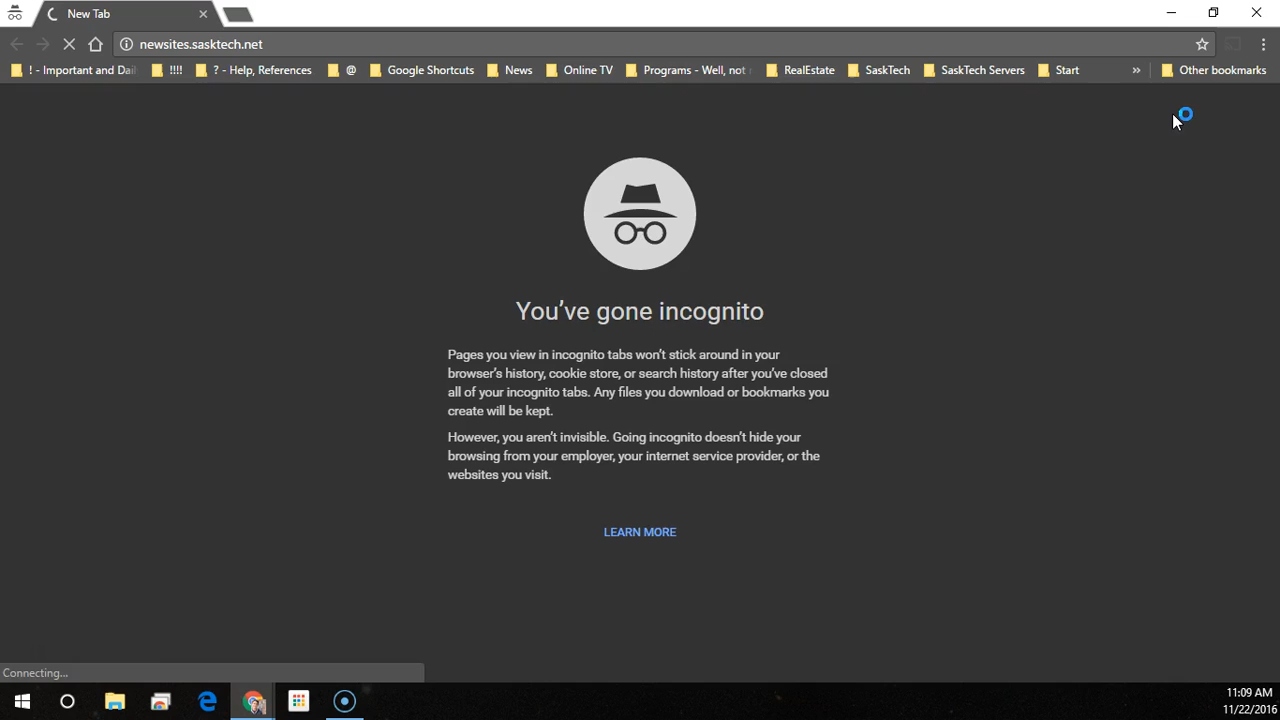 New Tab
newsites.sasktech.net
! - Important and Dai
!!!!
? - Help, References
@
Google Shortcuts
News
Online TV
Programs - Well, not
RealEstate
SaskTech
SaskTech Servers
Start
»
Other bookmarks
You've gone incognito
Pages you view in incognito tabs won't stick around in your
browser's history, cookie store, or search history after you've closed
all of your incognito tabs. Any files you download or bookmarks you
create will be kept.
However, you aren't invisible. Going incognito doesn't hide your
browsing from your employer, your internet service provider, or the
websites you visit.
LEARN MORE
Connecting...
11:09 AM
11/22/2016